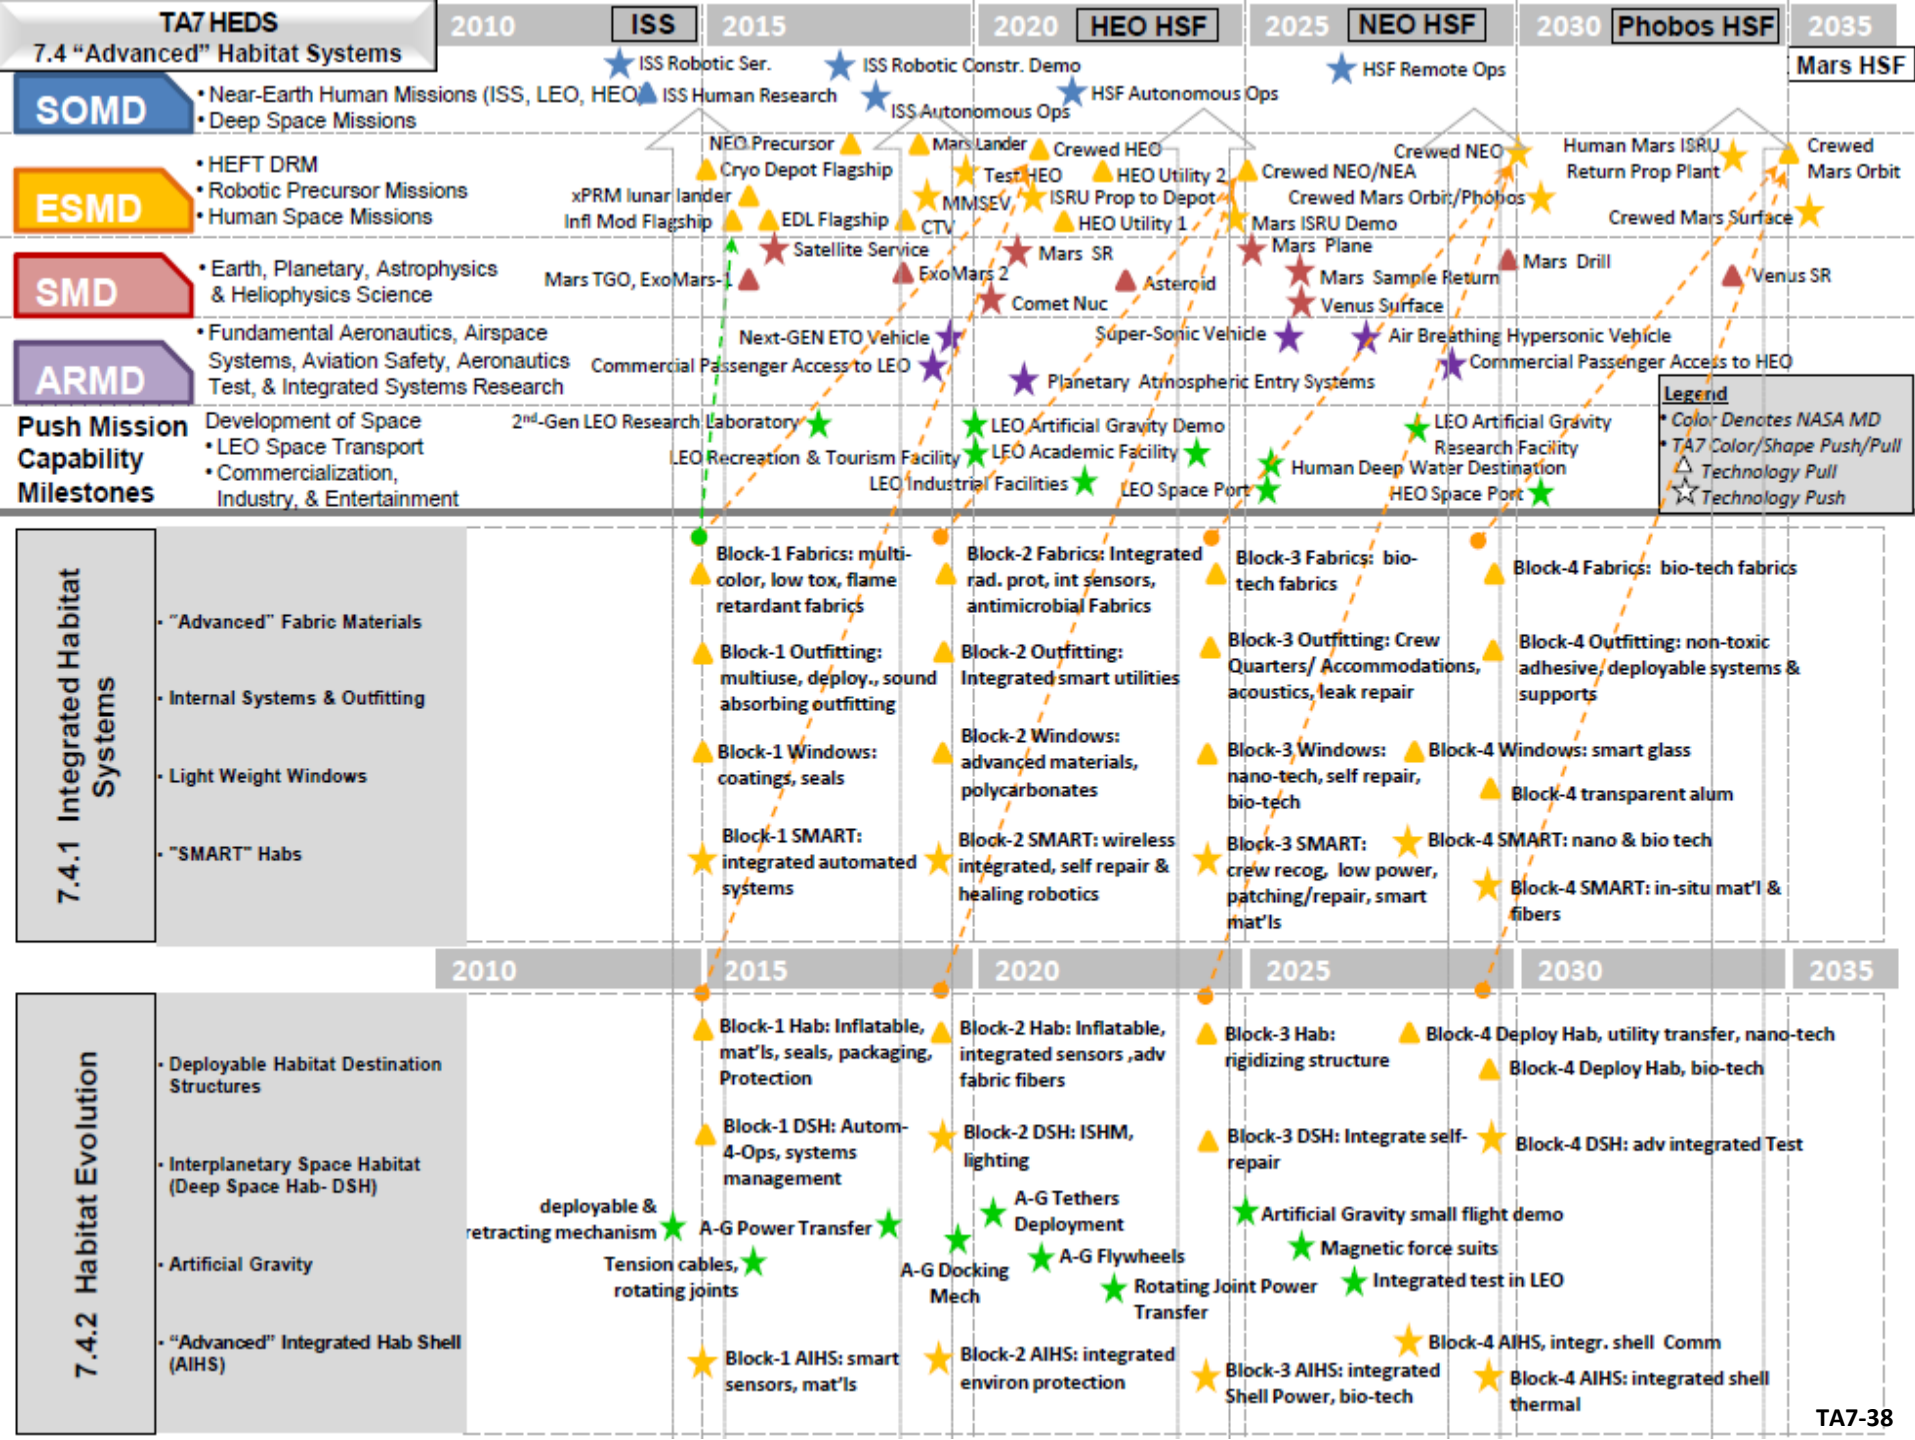 TA7 HEDS
7.4 “Advanced” Habitat Systems
2010
ISS
2015
2020
HEO HSF
2025
NEO HSF
2030
Phobos HSF
2035
Mars HSF
SOMD
• Near-Earth Human Missions (ISS, LEO, HEO)
• Deep Space Missions
ISS Robotic Ser.
ISS Human Research
ISS Robotic Constr. Demo
ISS Autonomous Ops
HSF Autonomous Ops
HSF Remote Ops
ESMD
• HEFT DRM
• Robotic Precursor Missions
• Human Space Missions
NEO Precursor
Cryo Depot Flagship
xPRM lunar lander
Infl Mod Flagship
EDL Flagship
Mars Lander
Test HEO
MMSEV
CTV
Crewed HEO
HEO Utility 2
ISRU Prop to Depot
HEO Utility 1
Crewed NEO/NEA
Mars ISRU Demo
Crewed NEO
Crewed Mars Orbit/Phobos
Human Mars ISRU
Return Prop Plant
Crewed
Mars Orbit
Crewed Mars Surface
SMD
• Earth, Planetary, Astrophysics
& Heliophysics Science
Satellite Service
Mars TGO, ExoMars-1
ExoMars 2
Mars SR
Comet Nuc
Asteroid
Mars Plane
Mars Sample Return
Venus Surface
Mars Drill
Venus SR
ARMD
• Fundamental Aeronautics, Airspace
Systems, Aviation Safety, Aeronautics
Test, & Integrated Systems Research
Next-GEN ETO Vehicle
Commercial Passenger Access to LEO
Planetary Atmospheric Entry Systems
Super-Sonic Vehicle
Air Breathing Hypersonic Vehicle
Commercial Passenger Access to HEO
Legend
• Color Denotes NASA MD
• TA7 Color/Shape Push/Pull
Technology Pull
Technology Push
Push Mission
Capability
Milestones
Development of Space
• LEO Space Transport
• Commercialization,
Industry, & Entertainment
2nd-Gen LEO Research Laboratory
LEO Recreation & Tourism Facility
LEO Industrial Facilities
LEO Artificial Gravity Demo
LEO Academic Facility
LEO Space Port
Human Deep Water Destination
HEO Space Port
LEO Artificial Gravity
Research Facility
7.4.1 Integrated Habitat
Systems
• “Advanced” Fabric Materials
• Internal Systems & Outfitting
• Light Weight Windows
• "SMART" Habs
Block-1 Fabrics: multi-
color, low tox, flame
retardant fabrics
Block-2 Fabrics: Integrated
rad. prot, int sensors,
antimicrobial Fabrics
Block-3 Fabrics: bio-
tech fabrics
Block-4 Fabrics: bio-tech fabrics
Block-1 Outfitting:
multiuse, deploy., sound
absorbing outfitting
Block-2 Outfitting:
Integrated smart utilities
Block-3 Outfitting: Crew
Quarters/ Accommodations,
acoustics, leak repair
Block-4 Outfitting: non-toxic
adhesive, deployable systems &
supports
Block-1 Windows:
coatings, seals
Block-2 Windows:
advanced materials,
polycarbonates
Block-3 Windows:
nano-tech, self repair,
bio-tech
Block-4 Windows: smart glass
Block-4 transparent alum
Block-1 SMART:
integrated automated
systems
Block-2 SMART: wireless
integrated, self repair &
healing robotics
Block-3 SMART:
crew recog, low power,
patching/repair, smart
mat'ls
Block-4 SMART: nano & bio tech
Block-4 SMART: in-situ mat'l &
fibers
2010
2015
2020
2025
2030
2035
7.4.2 Habitat Evolution
• Deployable Habitat Destination
Structures
• Interplanetary Space Habitat
(Deep Space Hab- DSH)
• Artificial Gravity
• “Advanced” Integrated Hab Shell
(AIHS)
Block-1 Hab: Inflatable,
mat'ls, seals, packaging,
Protection
Block-2 Hab: Inflatable,
integrated sensors ,adv
fabric fibers
Block-3 Hab:
rigidizing structure
Block-4 Deploy Hab, utility transfer, nano-tech
Block-4 Deploy Hab, bio-tech
Block-1 DSH: Autom-
4-Ops, systems
management
Block-2 DSH: ISHM,
lighting
Block-3 DSH: Integrate self-
repair
Block-4 DSH: adv integrated Test
deployable &
retracting mechanism
A-G Power Transfer
Tension cables,
rotating joints
A-G Docking
Mech
A-G Tethers
Deployment
A-G Flywheels
Rotating Joint Power
Transfer
Artificial Gravity small flight demo
Magnetic force suits
Integrated test in LEO
Block-1 AIHS: smart
sensors, mat'ls
Block-2 AIHS: integrated
environ protection
Block-3 AIHS: integrated
Shell Power, bio-tech
Block-4 AIHS, integr. shell Comm
Block-4 AIHS: integrated shell
thermal
TA7-38